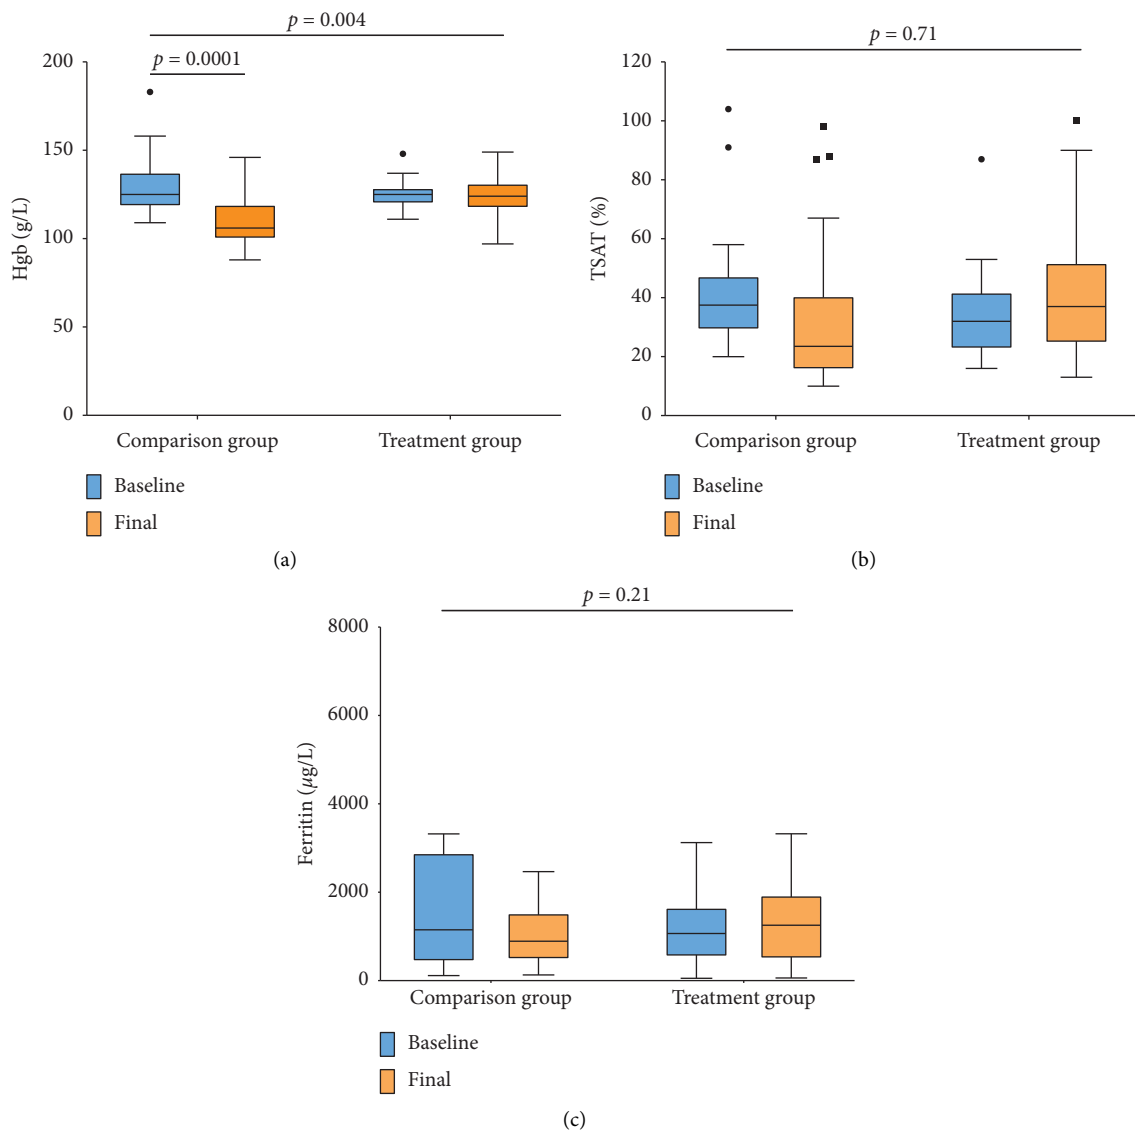 p = 0.004
p = 0.0001
200
150
100
50
0
Hgb (g/L)
Comparison group
Treatment group
Baseline
Final
(a)
p = 0.71
120
100
80
60
40
20
0
TSAT (%)
Comparison group
Treatment group
Baseline
Final
(b)
p = 0.21
8000
6000
4000
2000
0
Ferritin (µg/L)
Comparison group
Treatment group
Baseline
Final
(c)